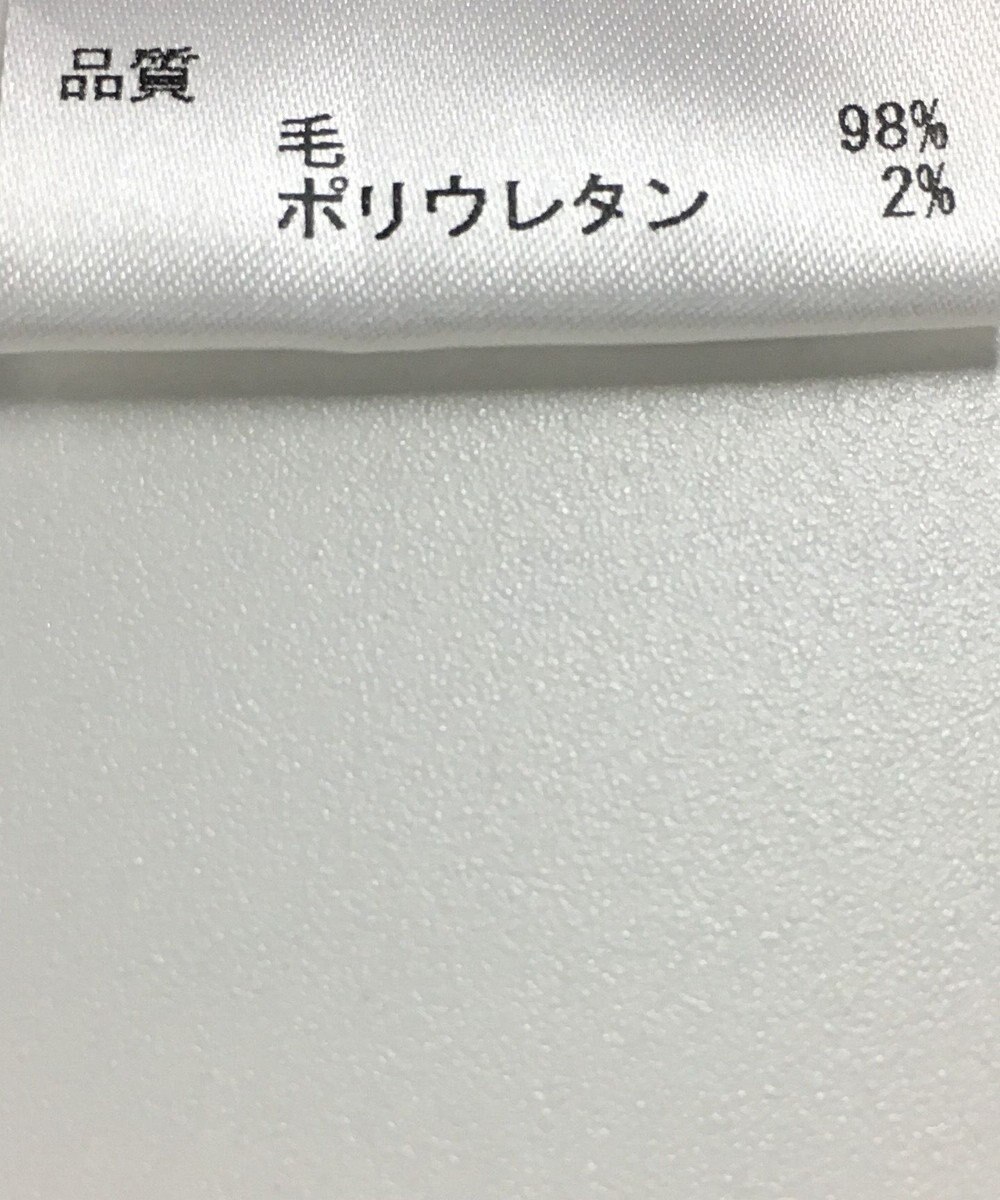 品質
毛 98%
ポリウレタン 2%